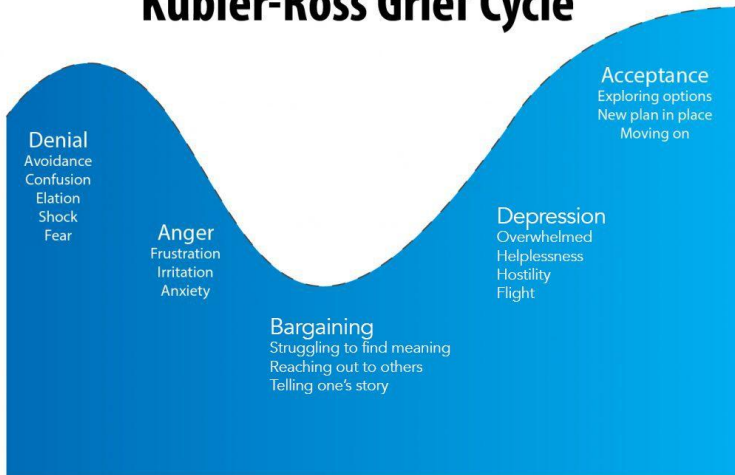 Kubler-Ross Grief Cycle
Denial
Avoidance
Confusion
Elation
Shock
Fear
Anger
Frustration
Irritation
Anxiety
Bargaining
Struggling to find meaning
Reaching out to others
Telling one's story
Depression
Overwhelmed
Helplessness
Hostility
Flight
Acceptance
Exploring options
New plan in place
Moving on